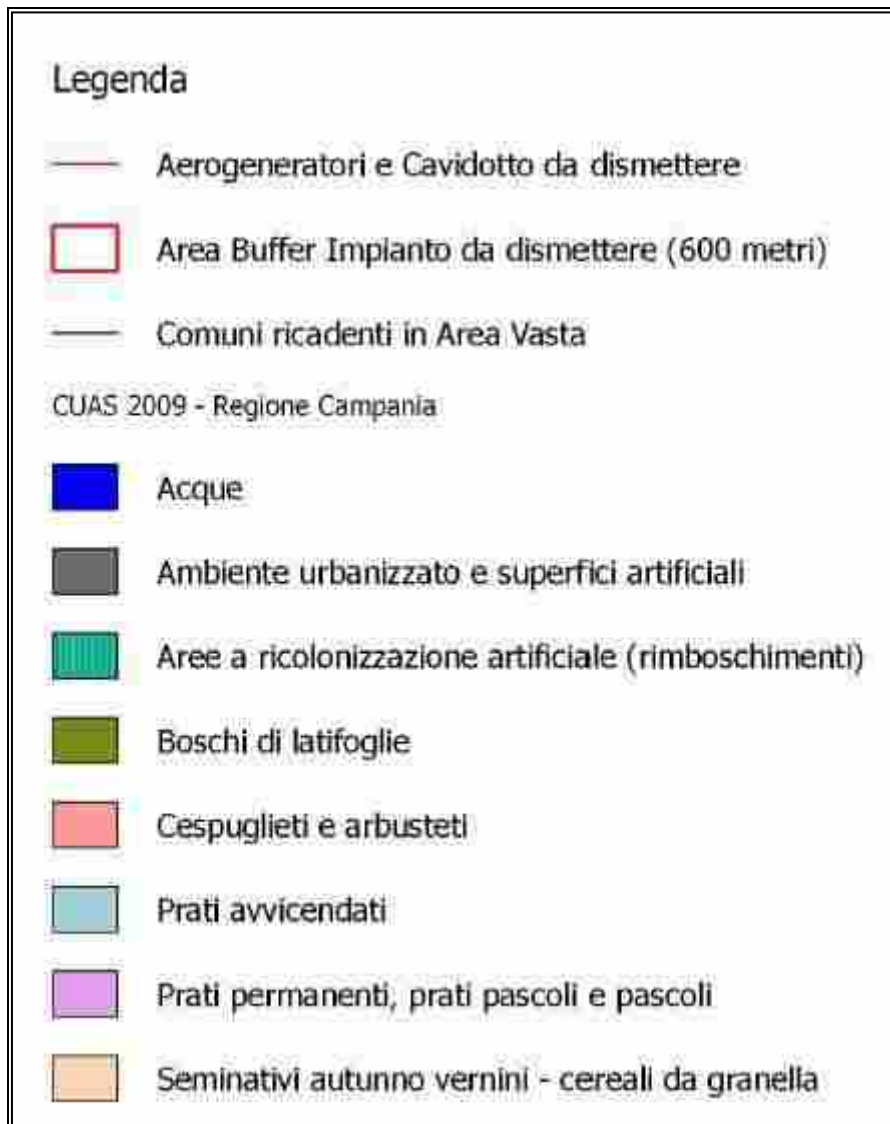 Legenda
Aerogeneratori e Cavidotto da dismettere
Area Buffer Impianto da dismettere (600 metri)
Comuni ricadenti in Area Vasta
CUAS 2009 - Regione Campania
Acque
Ambiente urbanizzato e superfici artificiali
Aree a ricolonizzazione artificiale (rimboschimenti)
Boschi di latifoglie
Cespuglieti e arbusteti
Prati avvicendati
Prati permanenti, prati pascoli e pascoli
Seminativi autunno vernini - cereali da granella